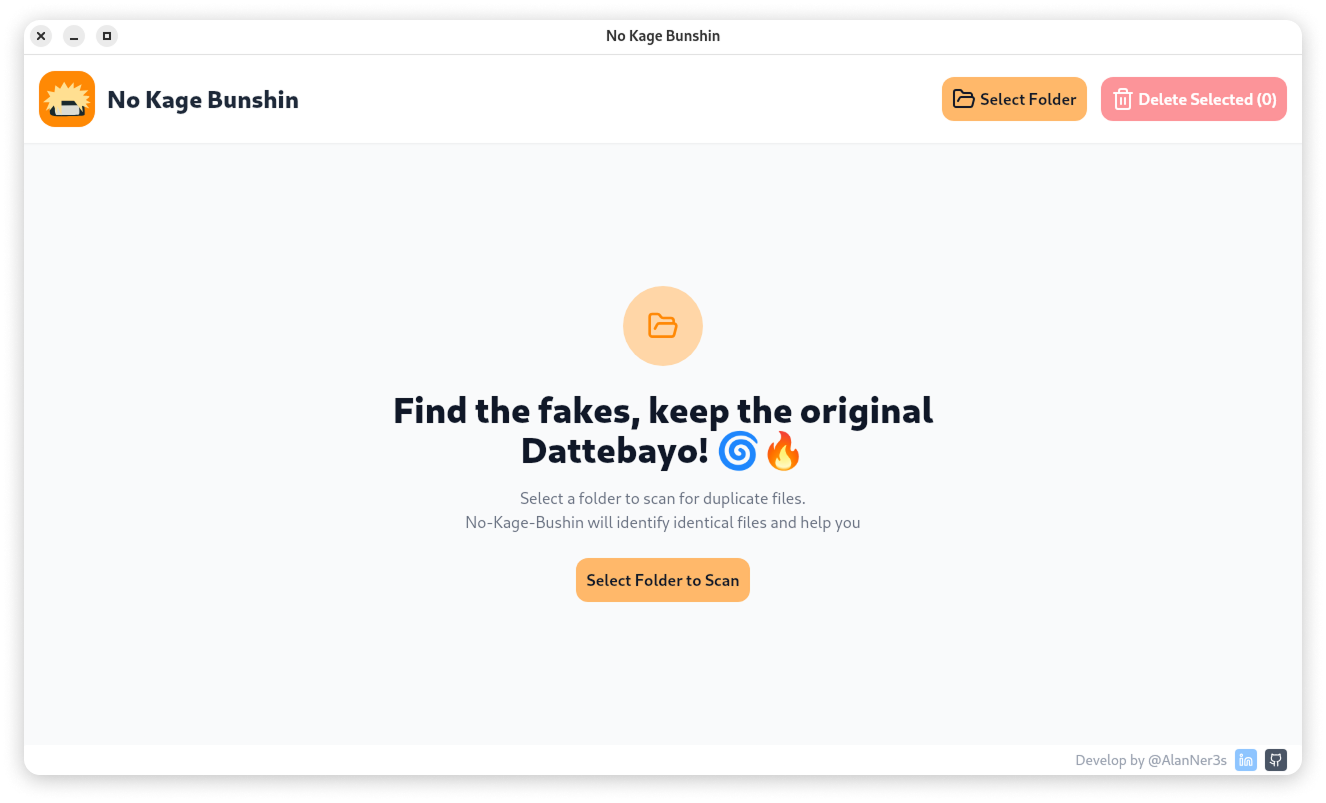 No Kage Bunshin
No Kage Bunshin
Select Folder
Delete Selected (0)
Find the fakes, keep the original
Dattebayo! 🌀🔥
Select a folder to scan for duplicate files.
No-Kage-Bushin will identify identical files and help you
Select Folder to Scan
Develop by @AlanNer3s
in